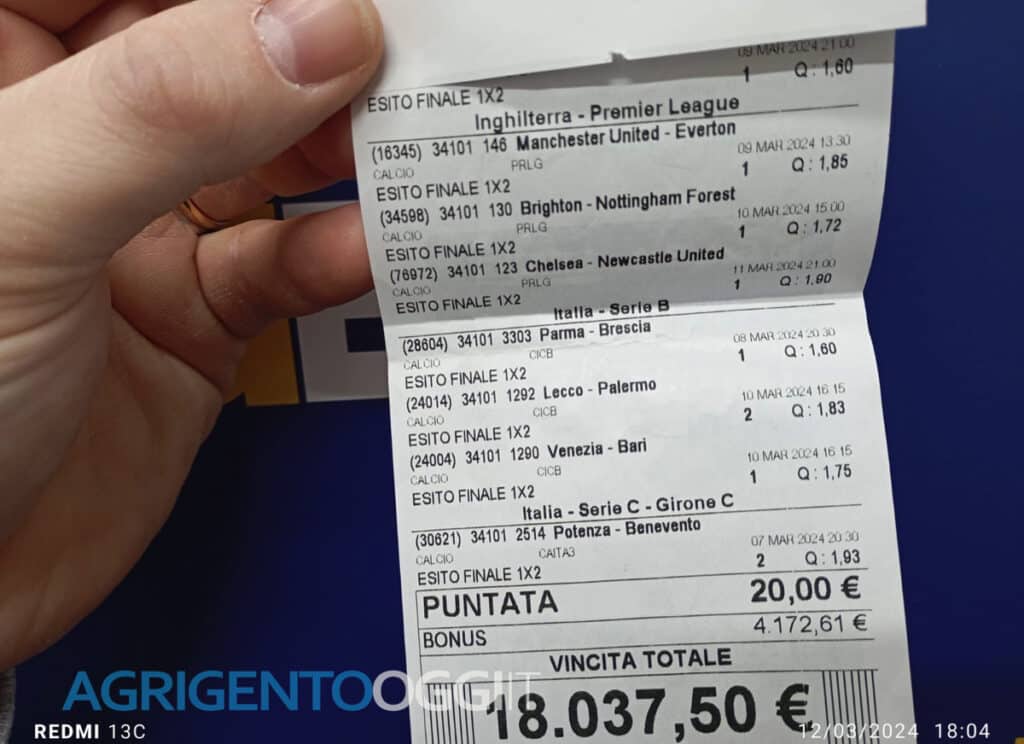 09 MAR 2024 21:00
1 Q : 1,60
ESITO FINALE 1X2
Inghilterra - Premier League
(16345) 34101 146 Manchester United - Everton
CALCIO PRLG 09 MAR 2024 13:30
ESITO FINALE 1X2 1 Q : 1,85
(34598) 34101 130 Brighton - Nottingham Forest
CALCIO PRLG 10 MAR 2024 15:00
ESITO FINALE 1X2 1 Q : 1,72
(76972) 34101 123 Chelsea - Newcastle United
CALCIO PRLG 11 MAR 2024 21:00
ESITO FINALE 1X2 1 Q : 1,90
Italia - Serie B
(28604) 34101 3303 Parma - Brescia
CALCIO CICB 08 MAR 2024 20:30
ESITO FINALE 1X2 1 Q : 1,60
(24014) 34101 1292 Lecco - Palermo
CALCIO CICB 10 MAR 2024 16:15
ESITO FINALE 1X2 2 Q : 1,83
(24004) 34101 1290 Venezia - Bari
CALCIO CICB 10 MAR 2024 16:15
ESITO FINALE 1X2 1 Q : 1,75
Italia - Serie C - Girone C
(30621) 34101 2514 Potenza - Benevento
CALCIO CAITA3 07 MAR 2024 20:30
ESITO FINALE 1X2 2 Q : 1,93
PUNTATA 20,00 €
BONUS 4.172,61 €
VINCITA TOTALE
18.037,50 €
AGRIGENTOOGGI.IT
REDMI 13C
12/03/2024 18:04